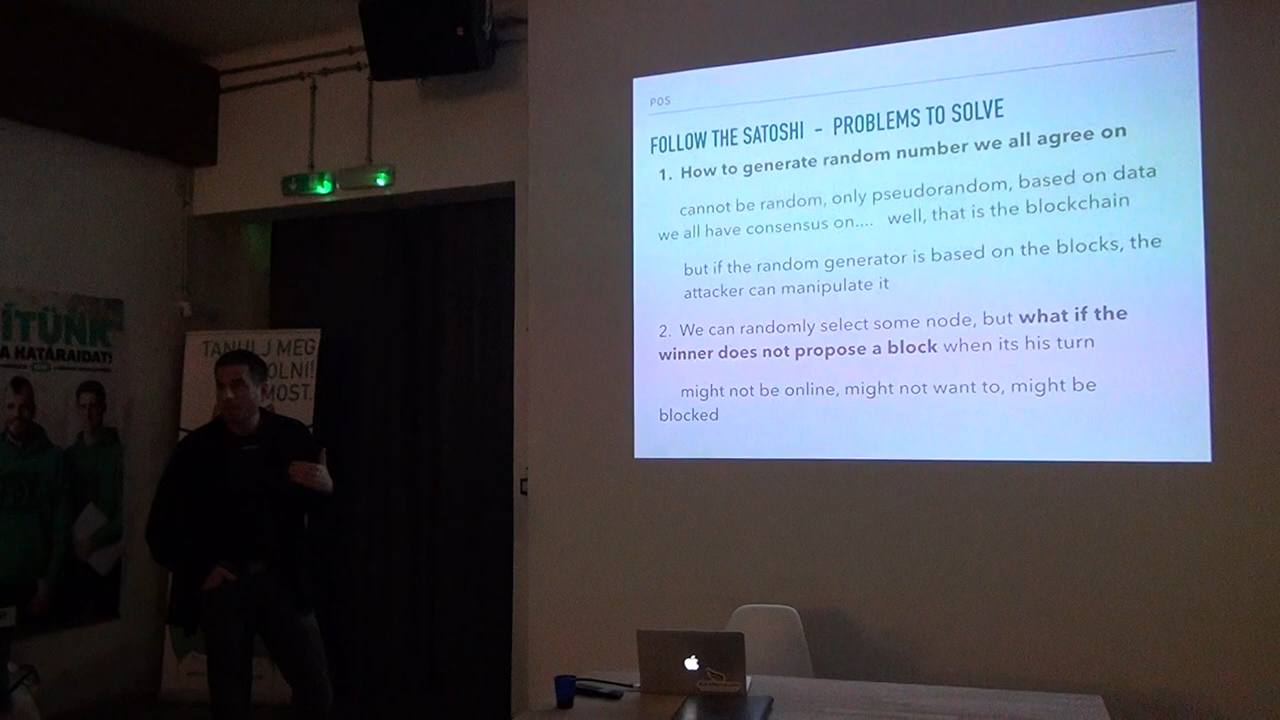 POS
FOLLOW THE SATOSHI - PROBLEMS TO SOLVE
1. How to generate random number we all agree on
cannot be random, only pseudorandom, based on data
we all have consensus on.... well, that is the blockchain
but if the random generator is based on the blocks, the
attacker can manipulate it
2. We can randomly select some node, but what if the
winner does not propose a block when its his turn
might not be online, might not want to, might be
blocked
ÍTÜNK
A HATÁRAIDAT!
MEG
MOST.